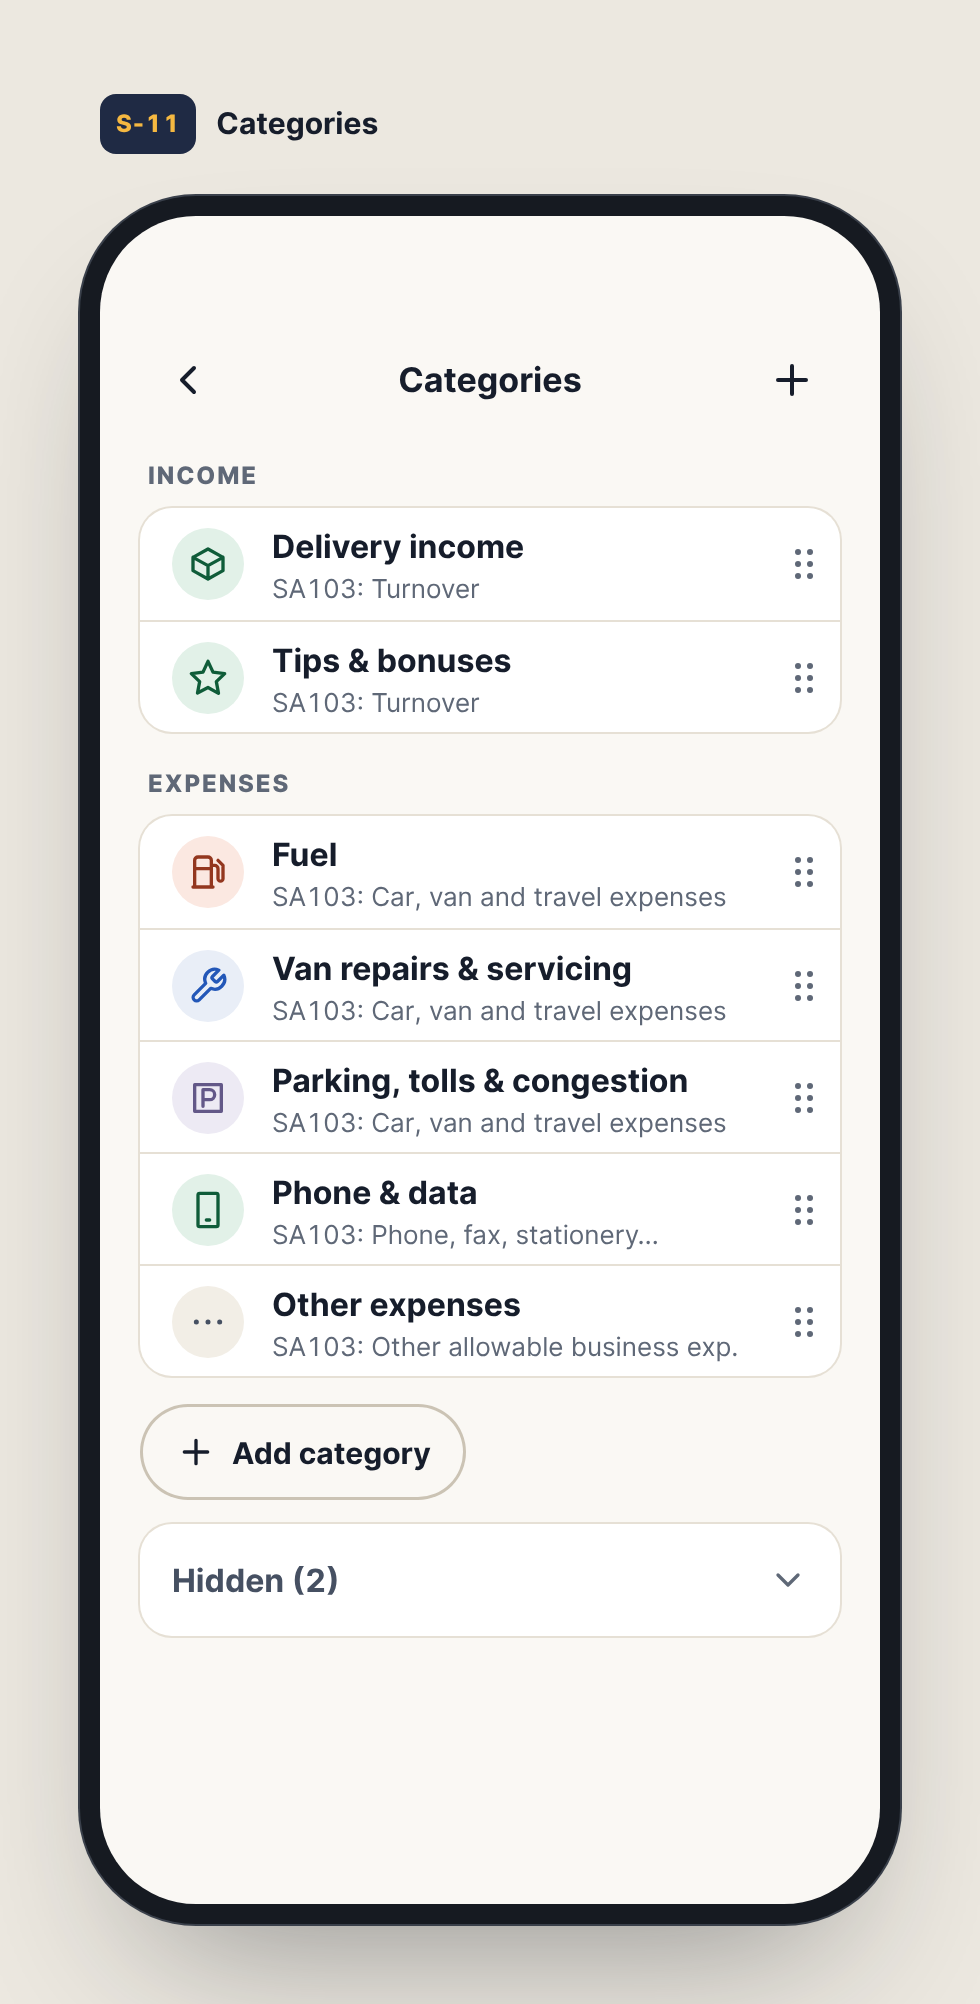 S-11 Categories
Categories
INCOME
Delivery income
SA103: Turnover
Tips & bonuses
SA103: Turnover
EXPENSES
Fuel
SA103: Car, van and travel expenses
Van repairs & servicing
SA103: Car, van and travel expenses
P
Parking, tolls & congestion
SA103: Car, van and travel expenses
Phone & data
SA103: Phone, fax, stationery...
Other expenses
SA103: Other allowable business exp.
Add category
Hidden (2)